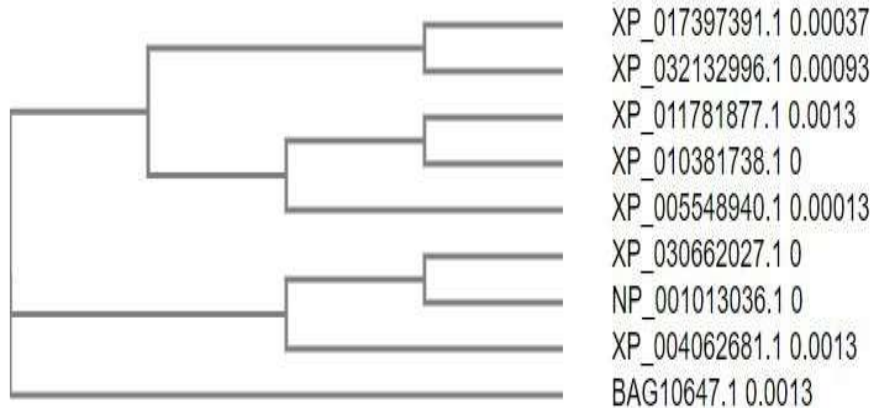 XP_017397391.1 0.00037
XP_032132996.1 0.00093
XP_011781877.1 0.0013
XP_010381738.1 0
XP_005548940.1 0.00013
XP_030662027.1 0
NP_001013036.1 0
XP_004062681.1 0.0013
BAG10647.1 0.0013